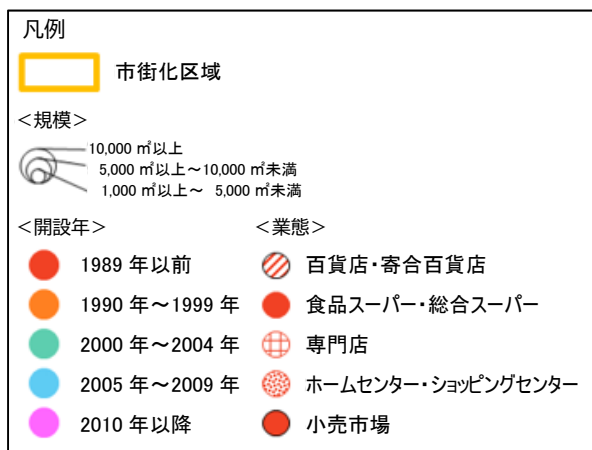 凡例
市街化区域
＜規模＞
10,000 ㎡以上
5,000 ㎡以上～10,000 ㎡未満
1,000 ㎡以上～ 5,000 ㎡未満
＜開設年＞ ＜業態＞
1989 年以前 百貨店・寄合百貨店
1990 年～1999 年 食品スーパー・総合スーパー
2000 年～2004 年 専門店
2005 年～2009 年 ホームセンター・ショッピングセンター
2010 年以降 小売市場